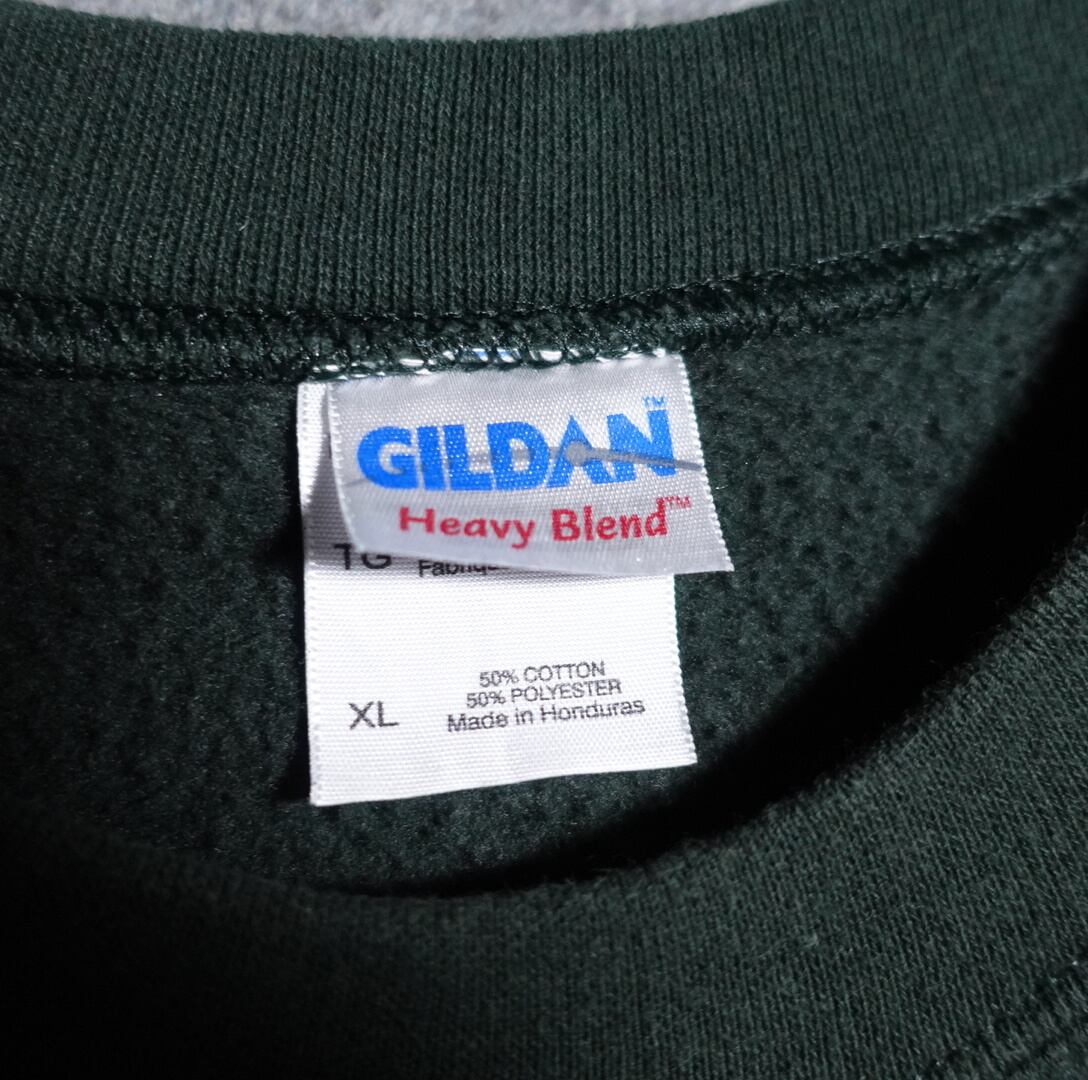 GILDAN™
Heavy Blend™
TG
50% COTTON
50% POLYESTER
XL Made in Honduras